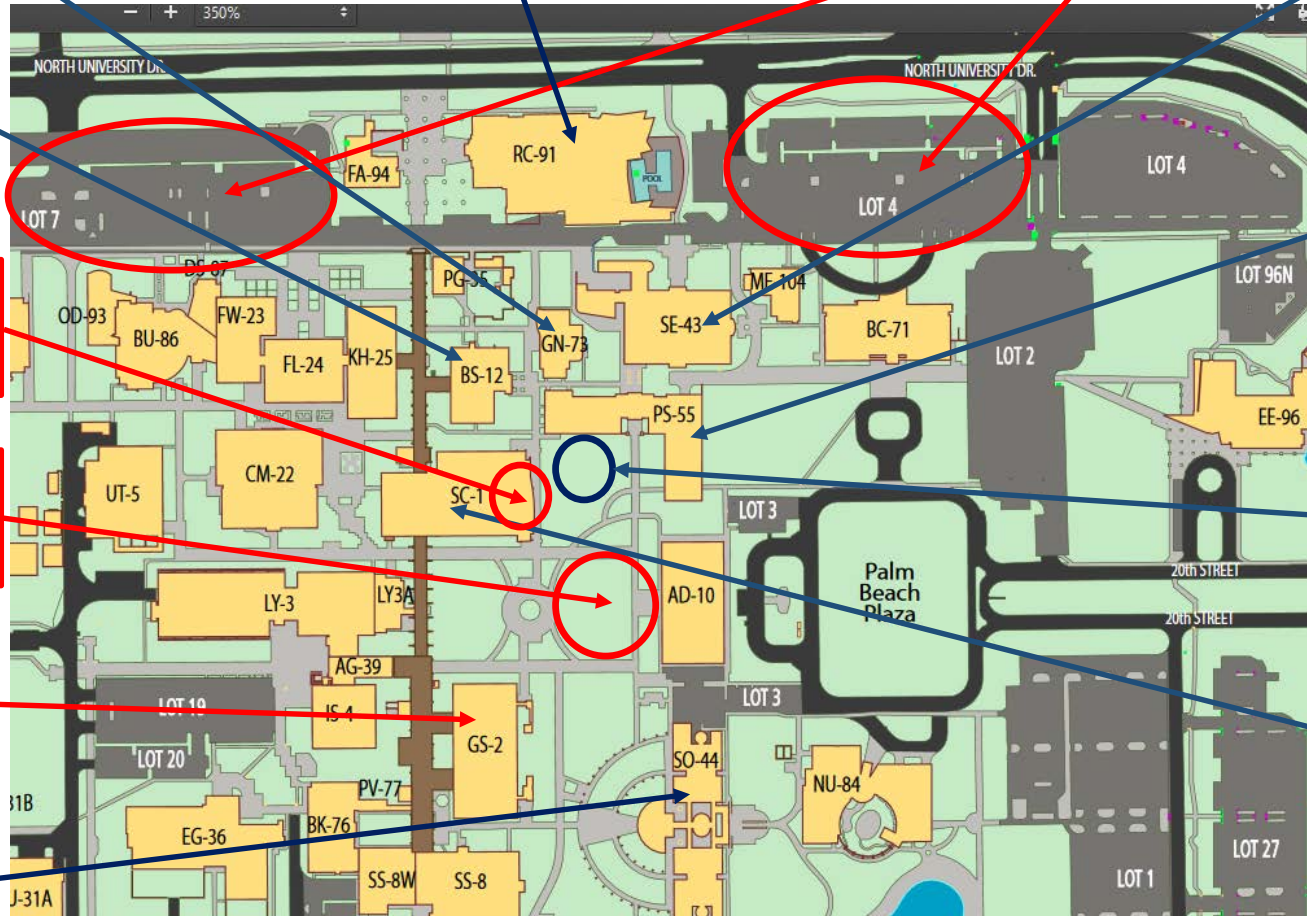 350%
NORTH UNIVERSITY DR.
NORTH UNIVERSITY DR.
RC-91
FA-94
POOL
LOT 4
LOT 4
LOT 7
DS-87
PG-35
ME-104
LOT 96N
OD-93
FW-23
BU-86
SE-43
BC-71
KH-25
GN-73
FL-24
BS-12
LOT 2
PS-55
EE-96
CM-22
UT-5
SC-1
LOT 3
Palm
Beach
Plaza
20th STREET
LY-3
LY3A
AD-10
20th STREET
AG-39
LOT 19
IS-4
LOT 3
GS-2
LOT 20
SO-44
NU-84
PV-77
31B
BK-76
EG-36
LOT 27
SS-8W
SS-8
LOT 1
J-31A